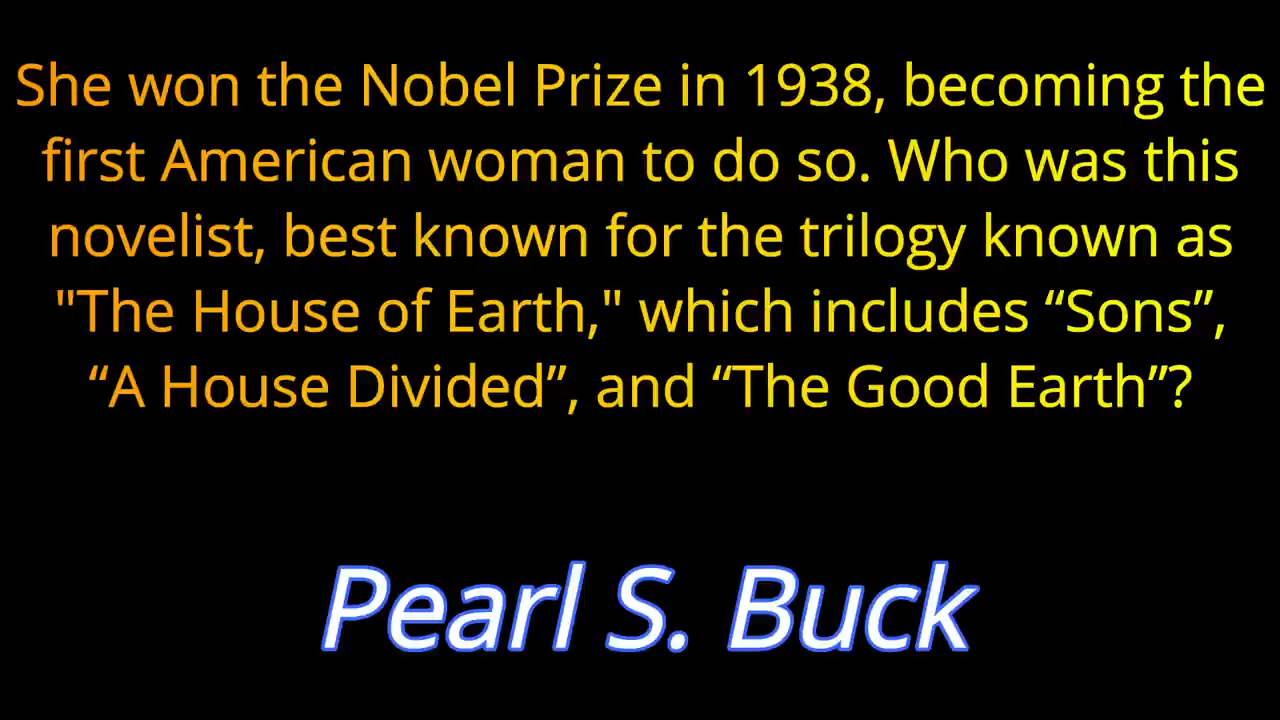 She won the Nobel Prize in 1938, becoming the
first American woman to do so. Who was this
novelist, best known for the trilogy known as
"The House of Earth," which includes “Sons”,
“A House Divided”, and “The Good Earth”?
Pearl S. Buck